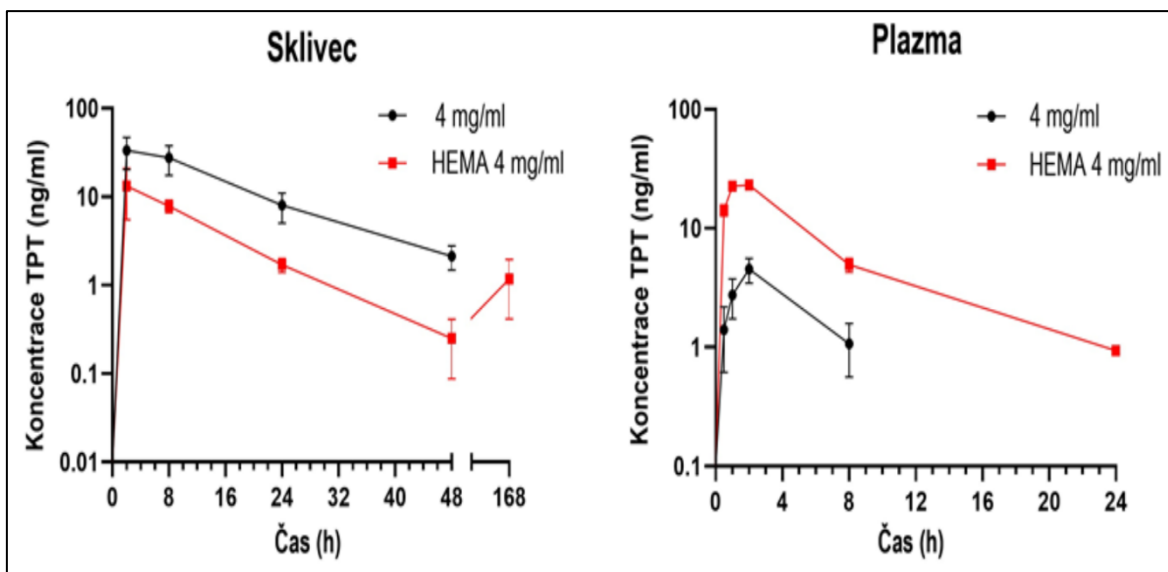 Sklivec
4 mg/ml
HEMA 4 mg/ml
Koncentrace TPT (ng/ml)
100
10
1
0.1
0.01
0 8 16 24 32 40 48 168
Čas (h)
Plazma
4 mg/ml
HEMA 4 mg/ml
Koncentrace TPT (ng/ml)
100
10
1
0.1
0 4 8 12 16 20 24
Čas (h)